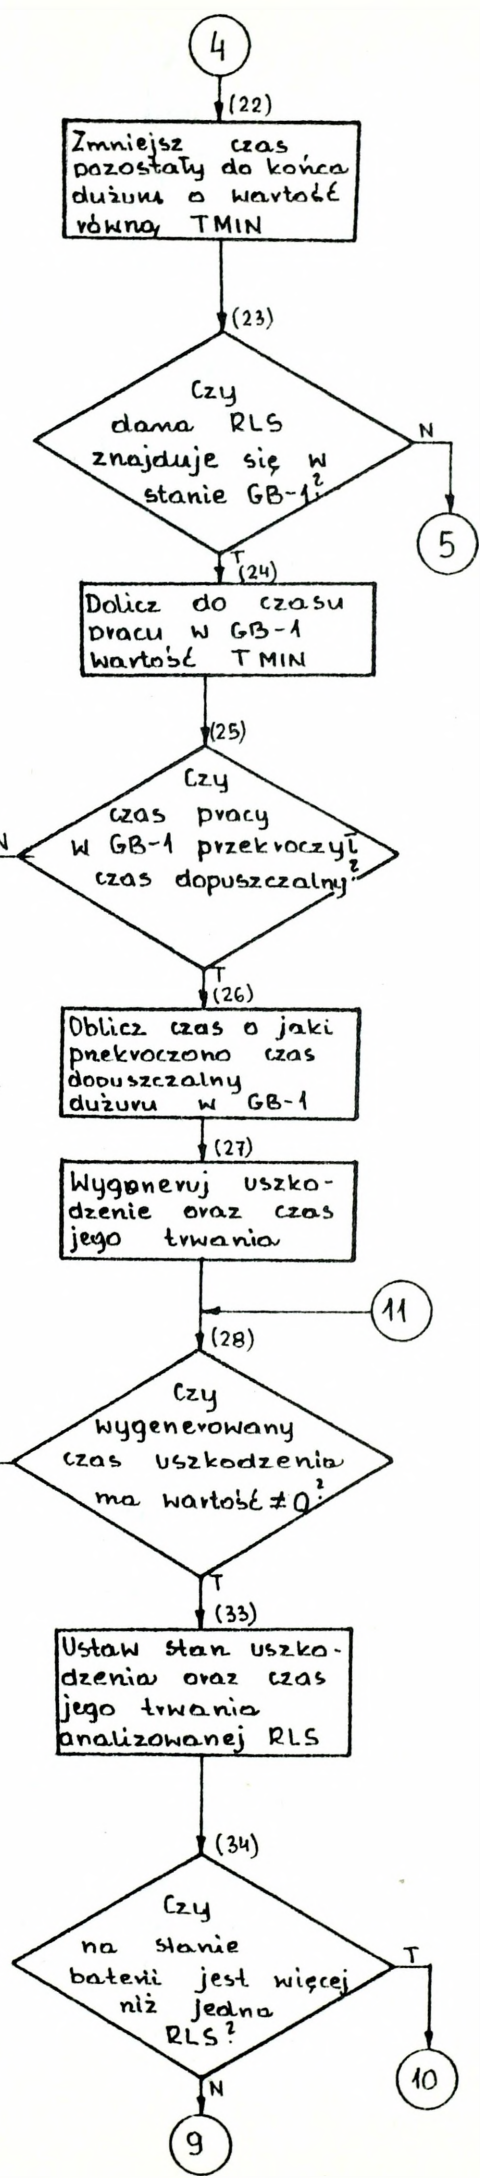 4
(22)
Zmniejsz czas
pozostały do końca
dużuru o wartość
równą TMIN
(23)
Czy
dana RLS
znajduje się w
stanie GB-1?
N
5
T
(24)
Dolicz do czasu
pracu w GB-1
wartość TMIN
(25)
Czy
czas pracy
w GB-1 przekroczył
czas dopuszczalny?
N
T
(26)
Oblicz czas o jaki
przekroczono czas
dopuszczalny
dużuru w GB-1
(27)
Wygeneruj uszko-
dzenie oraz czas
jego trwania
11
(28)
Czy
wygenerowany
czas uszkodzenia
ma wartość ≠ 0?
T
(33)
Ustaw stan uszko-
dzenia oraz czas
jego trwania
analizowanej RLS
(34)
Czy
na stanie
baterii jest więcej
niż jedna
RLS?
T
10
N
9